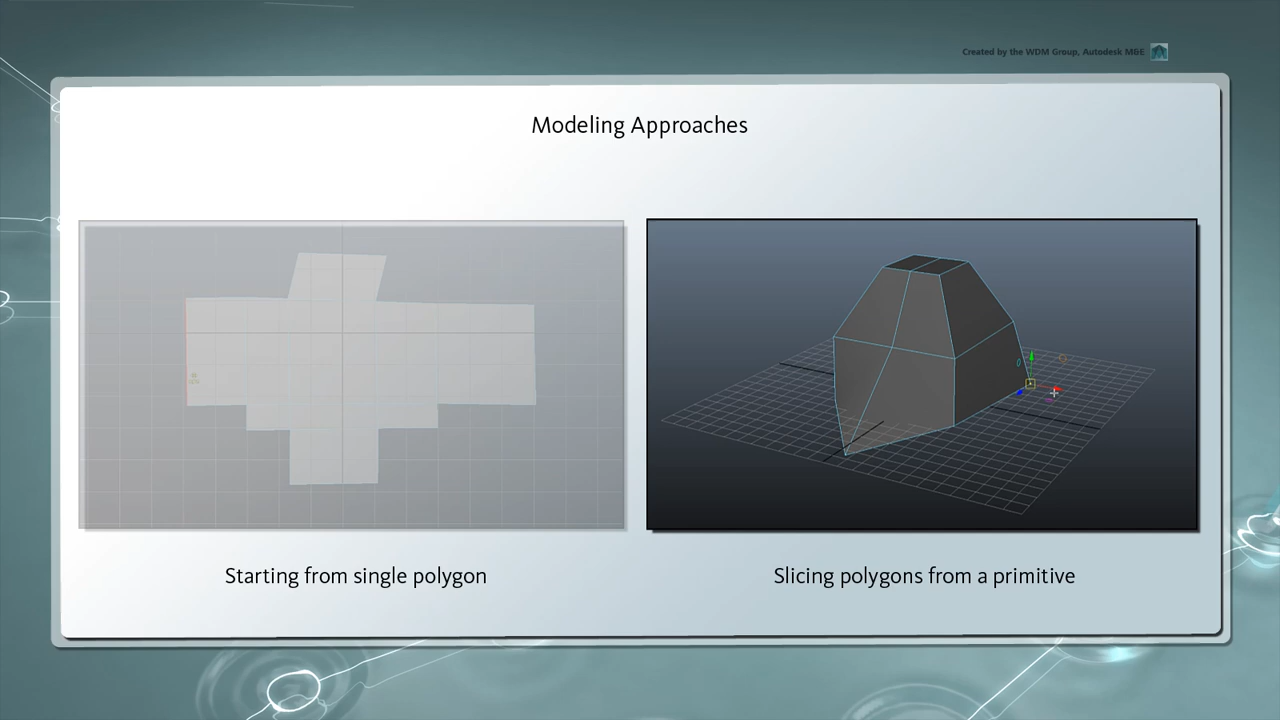 Created by the WDM Group, Autodesk M&E
Modeling Approaches
Starting from single polygon
Slicing polygons from a primitive